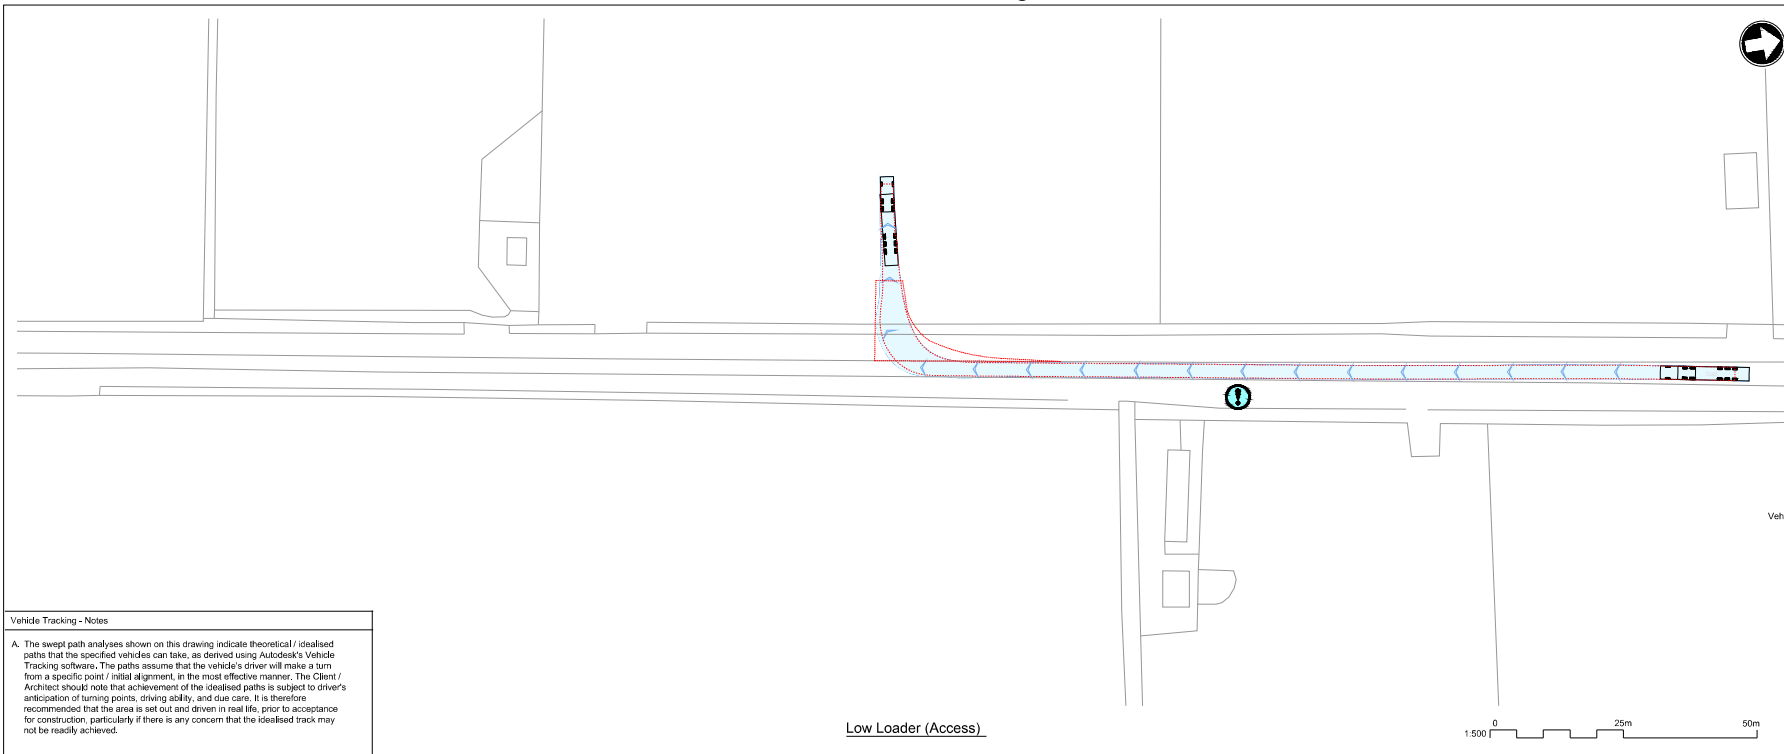 Vehicle Tracking - Notes
A. The swept path analyses shown on this drawing indicate theoretical / idealised
paths that the specified vehicles can take, as derived using Autodesk's Vehicle
Tracking software. The paths assume that the vehicle's driver will make a turn
from a specific point / initial alignment, in the most effective manner. The Client /
Architect should note that achievement of the idealised paths is subject to driver's
anticipation of turning points, driving ability, and due care. It is therefore
recommended that the area is set out and driven in real life, prior to acceptance
for construction, particularly if there is any concern that the idealised track may
not be readily achieved.
Low Loader (Access)
Veh
0 25m 50m
1:500